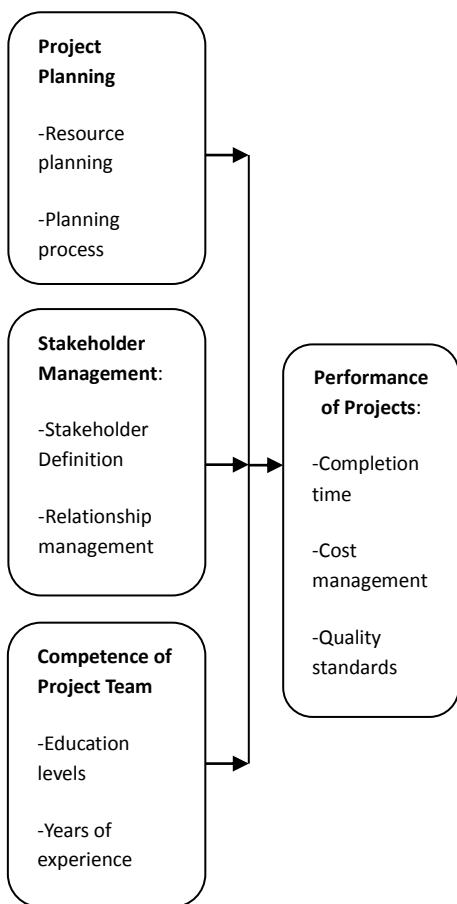 Project
Planning
-Resource
planning
-Planning
process
Stakeholder
Management:
-Stakeholder
Definition
-Relationship
management
Competence of
Project Team
-Education
levels
-Years of
experience
Performance
of Projects:
-Completion
time
-Cost
management
-Quality
standards